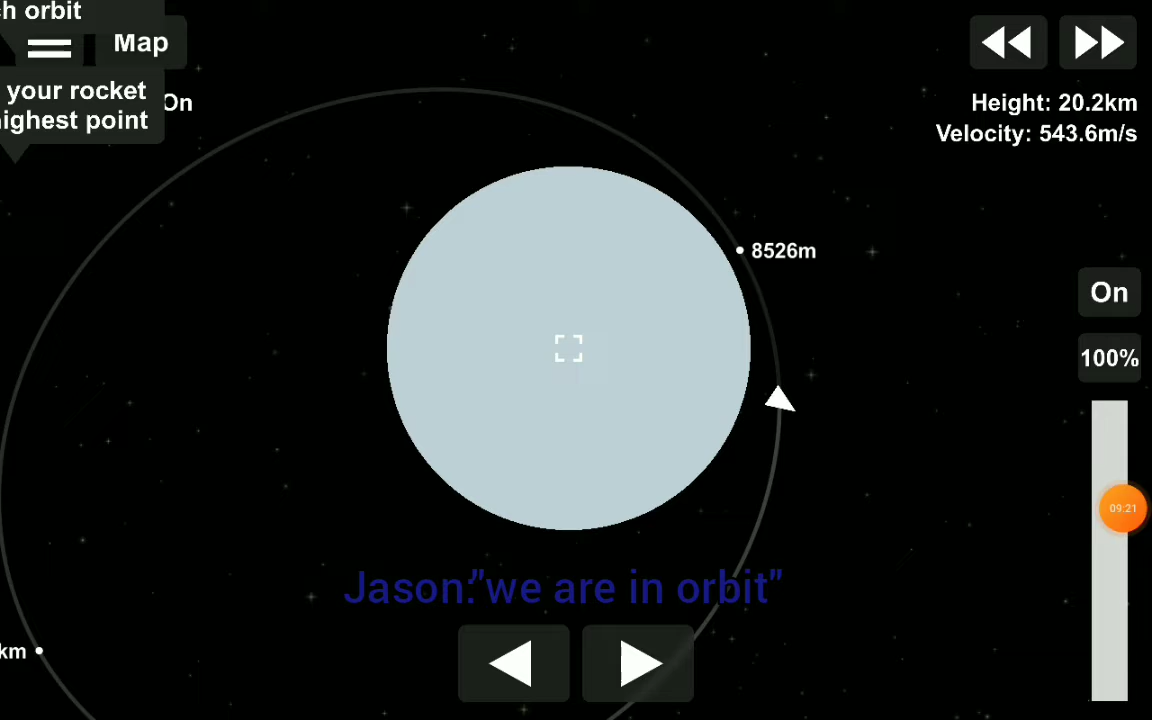 h orbit
Map
your rocket
ighest point
On
Height: 20.2km
Velocity: 543.6m/s
8526m
On
100%
09:21
Jason:"we are in orbit"
km